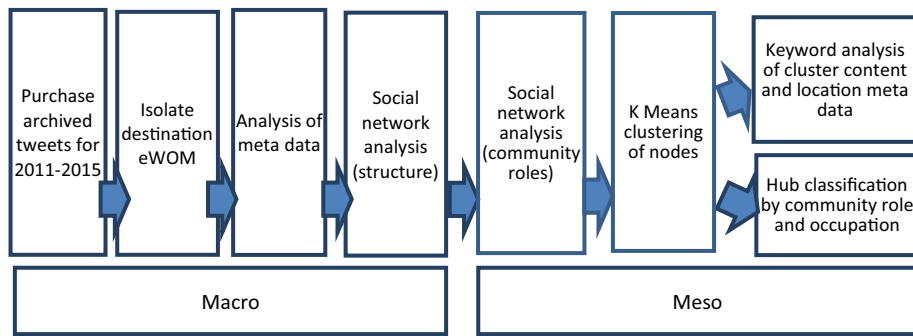 Purchase
archived
tweets for
2011-2015
Isolate
destination
eWOM
Analysis of
meta data
Social
network
analysis
(structure)
Social
network
analysis
(community
roles)
K Means
clustering
of nodes
Keyword analysis
of cluster content
and location meta
data
Hub classification
by community role
and occupation
Macro
Meso